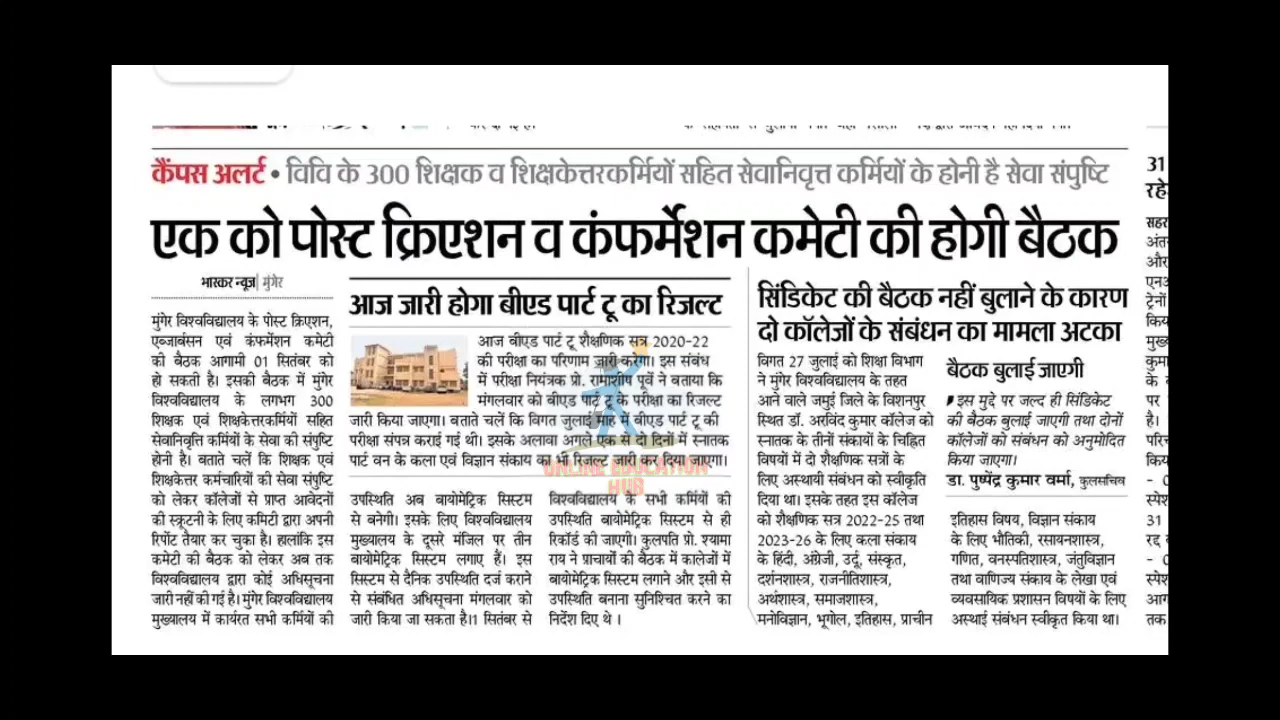 कैंपस अलर्ट • विवि के 300 शिक्षक व शिक्षकेत्तरकर्मियों सहित सेवानिवृत्त कर्मियों के होनी है सेवा संपुष्टि
एक को पोस्ट क्रिएशन व कंफर्मेशन कमेटी की होगी बैठक
भास्कर न्यूज| मुंगेर
मुंगेर विश्वविद्यालय के पोस्ट क्रिएशन,
एब्जार्बसन एवं कंफर्मेशन कमेटी
की बैठक आगामी 01 सितंबर को
हो सकती है। इसकी बैठक में मुंगेर
विश्वविद्यालय के लगभग 300
शिक्षक एवं शिक्षकेत्तरकर्मियों सहित
सेवानिवृत्ति कर्मियों के सेवा की संपुष्टि
होनी है। बताते चलें कि शिक्षक एवं
शिक्षकेत्तर कर्मचारियों की सेवा संपुष्टि
को लेकर कॉलेजों से प्राप्त आवेदनों
की स्क्रूटनी के लिए कमिटी द्वारा अपनी
रिपोंट तैयार कर चुका है। हालांकि इस
कमेटी की बैठक को लेकर अब तक
विश्वविद्यालय द्वारा कोई अधिसूचना
जारी नहीं की गई है। मुंगेर विश्वविद्यालय
मुख्यालय में कार्यरत सभी कर्मियों की
आज जारी होगा बीएड पार्ट टू का रिजल्ट
आज बीएड पार्ट टू शैक्षणिक सत्र 2020-22
की परीक्षा का परिणाम जारी करेगा। इस संबंध
में परीक्षा नियंत्रक प्रो. रामाशीष पूर्वे ने बताया कि
मंगलवार को बीएड पार्ट टू के परीक्षा का रिजल्ट
जारी किया जाएगा। बताते चलें कि विगत जुलाई माह में बीएड पार्ट टू की
परीक्षा संपन्न कराई गई थी। इसके अलावा अगले एक से दो दिनों में स्नातक
पार्ट वन के कला एवं विज्ञान संकाय का भी रिजल्ट जारी कर दिया जाएगा।
ONLINE EDUCATION
HUB
उपस्थिति अब बायोमैट्रिक सिस्टम
से बनेगी। इसके लिए विश्वविद्यालय
मुख्यालय के दूसरे मंजिल पर तीन
बायोमेट्रिक सिस्टम लगाए हैं। इस
सिस्टम से दैनिक उपस्थिति दर्ज कराने
से संबंधित अधिसूचना मंगलवार को
जारी किया जा सकता है।1 सितंबर से
विश्वविद्यालय के सभी कर्मियों की
उपस्थिति बायोमेट्रिक सिस्टम से ही
रिकॉर्ड की जाएगी। कुलपति प्रो. श्यामा
राय ने प्राचार्यों की बैठक में कालेजों में
बायोमेट्रिक सिस्टम लगाने और इसी से
उपस्थिति बनाना सुनिश्चित करने का
निर्देश दिए थे ।
सिंडिकेट की बैठक नहीं बुलाने के कारण
दो कॉलेजों के संबंधन का मामला अटका
विगत 27 जुलाई को शिक्षा विभाग
ने मुंगेर विश्वविद्यालय के तहत
आने वाले जमुई जिले के विशनपुर
स्थित डॉ. अरविंद कुमार कॉलेज को
स्नातक के तीनों संकायों के चिह्नित
विषयों में दो शैक्षणिक सत्रों के
लिए अस्थायी संबंधन को स्वीकृति
दिया था। इसके तहत इस कॉलेज
को शैक्षणिक सत्र 2022-25 तथा
2023-26 के लिए कला संकाय
के हिंदी, अंग्रेजी, उर्दू, संस्कृत,
दर्शनशास्त्र, राजनीतिशास्त्र,
अर्थशास्त्र, समाजशास्त्र,
मनोविज्ञान, भूगोल, इतिहास, प्राचीन
बैठक बुलाई जाएगी
इस मुद्दे पर जल्द ही सिंडिकेट
की बैठक बुलाई जाएगी तथा दोनों
कॉलेजों को संबंधन को अनुमोदित
किया जाएगा।
डा. पुष्पेंद्र कुमार वर्मा, कुलसचिव
इतिहास विषय, विज्ञान संकाय
के लिए भौतिकी, रसायनशास्त्र,
गणित, वनस्पतिशास्त्र, जंतुविज्ञान
तथा वाणिज्य संकाय के लेखा एवं
व्यवसायिक प्रशासन विषयों के लिए
अस्थाई संबंधन स्वीकृत किया था।
31
रहे
सहर